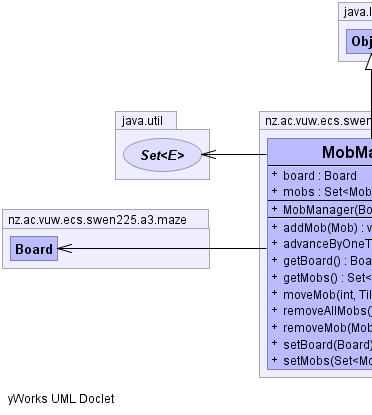 java.l
Obj
java.util
Set<E>
nz.ac.vuw.ecs.swen
MobMa
+ board : Board
+ mobs : Set<Mob
+ MobManager(Bo
+ addMob(Mob) : v
+ advanceByOneT
+ getBoard() : Boa
+ getMobs() : Set<
+ moveMob(int, Til
+ removeAllMobs()
+ removeMob(Mob
+ setBoard(Board)
+ setMobs(Set<Mo
nz.ac.vuw.ecs.swen225.a3.maze
Board
yWorks UML Doclet